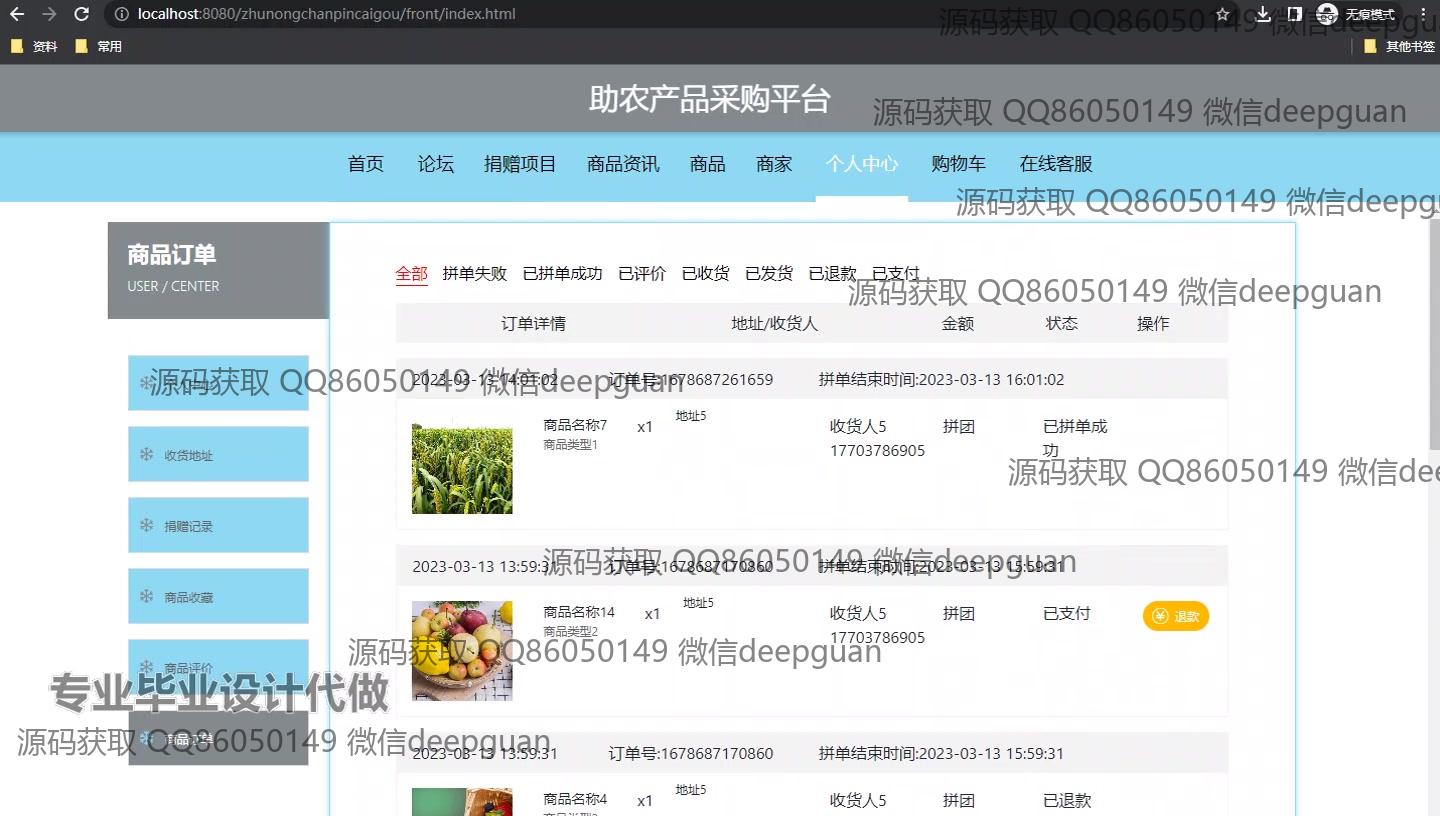 localhost:8080/zhunongchanpincaigou/front/index.html
无痕模式
源码获取 QQ86050149 微信deepgu
资料 常用 其他书签
助农产品采购平台
源码获取 QQ86050149 微信deepguan
首页 论坛 捐赠项目 商品资讯 商品 商家 个人中心 购物车 在线客服
源码获取 QQ86050149 微信deepg
商品订单
USER / CENTER
全部 拼单失败 已拼单成功 已评价 已收货 已发货 已退款 已支付
源码获取 QQ86050149 微信deepguan
订单详情 地址/收货人 金额 状态 操作
2023-03-13 14:01:02 订单号:1678687261659 拼单结束时间:2023-03-13 16:01:02
源码获取 QQ86050149 微信deepguan
商品名称7 x1 地址5 收货人5 拼团 已拼单成功
商品类型1 17703786905
收货地址
源码获取 QQ86050149 微信dee
捐赠记录
源码获取 QQ86050149 微信deepguan
2023-03-13 13:59:31 订单号:1678687170860 拼单结束时间:2023-03-13 15:59:31
商品收藏
商品名称14 x1 地址5 收货人5 拼团 已支付 退款
商品类型2 17703786905
源码获取 QQ86050149 微信deepguan
商品评价
专业毕业设计代做
商品订单
源码获取 QQ86050149 微信deepguan
2023-03-13 13:59:31 订单号:1678687170860 拼单结束时间:2023-03-13 15:59:31
商品名称4 x1 地址5 收货人5 拼团 已退款